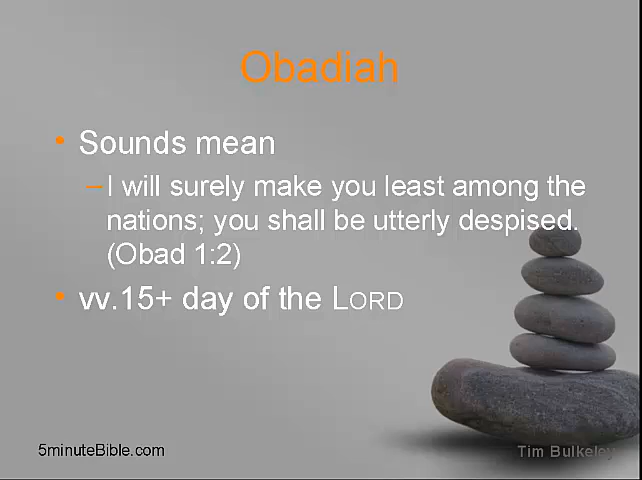 Obadiah
• Sounds mean
–I will surely make you least among the
nations; you shall be utterly despised.
(Obad 1:2)
• vv.15+ day of the LORD
5minuteBible.com
Tim Bulkeley